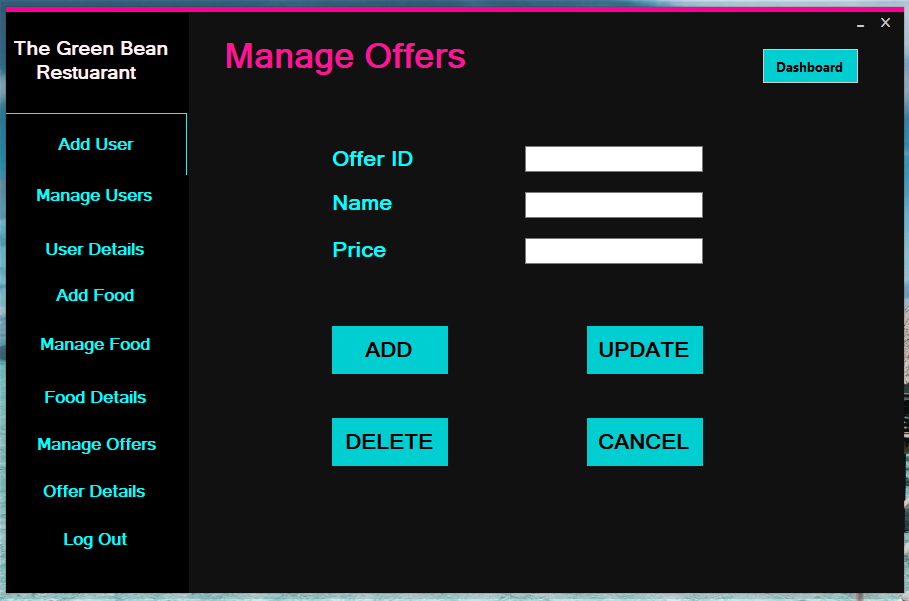 The Green Bean
Restuarant
Manage Offers
Dashboard
Add User
Manage Users
User Details
Add Food
Manage Food
Food Details
Manage Offers
Offer Details
Log Out
Offer ID
Name
Price
ADD
UPDATE
DELETE
CANCEL